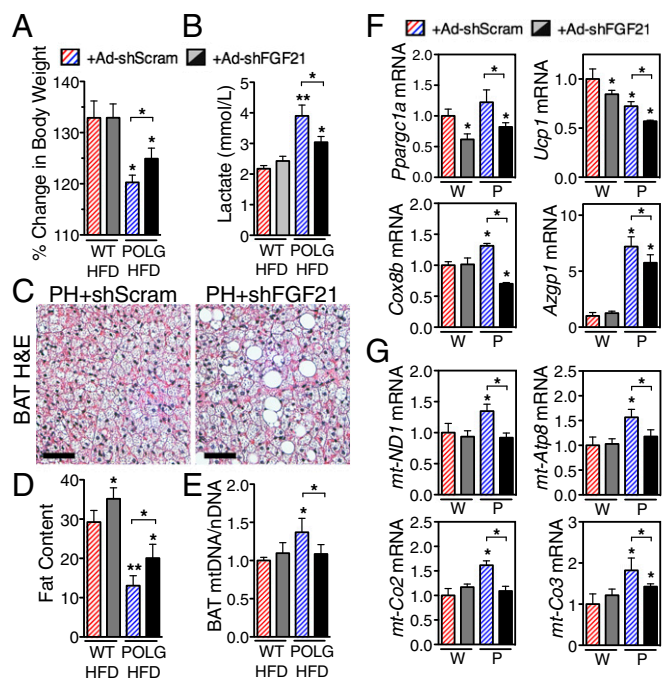 A
B
+Ad-shScram +Ad-shFGF21
% Change in Body Weight
140
130
120
110
*
*
*
WT POLG
HFD HFD
Lactate (mmol/L)
5
4
3
2
1
0
**
*
*
WT POLG
HFD HFD
C PH+shScram PH+shFGF21
BAT H&E
D
Fat Content
40
30
20
10
0
*
**
*
*
WT POLG
HFD HFD
E
BAT mtDNA/nDNA
2.0
1.5
1.0
0.5
0.0
*
*
WT POLG
HFD HFD
F
+Ad-shScram +Ad-shFGF21
Ppargc1a mRNA
2.0
1.5
1.0
0.5
0.0
*
*
*
W P
Ucp1 mRNA
1.0
0.5
0.0
*
*
*
*
W P
Cox8b mRNA
2.0
1.5
1.0
0.5
0.0
*
*
*
W P
Azgp1 mRNA
10
5
0
*
*
*
W P
G
mt-ND1 mRNA
2.0
1.5
1.0
0.5
0.0
*
*
W P
mt-Atp8 mRNA
2.0
1.5
1.0
0.5
0.0
*
*
W P
mt-Co2 mRNA
2.0
1.5
1.0
0.5
0.0
*
*
W P
mt-Co3 mRNA
3
2
1
0
*
*
W P